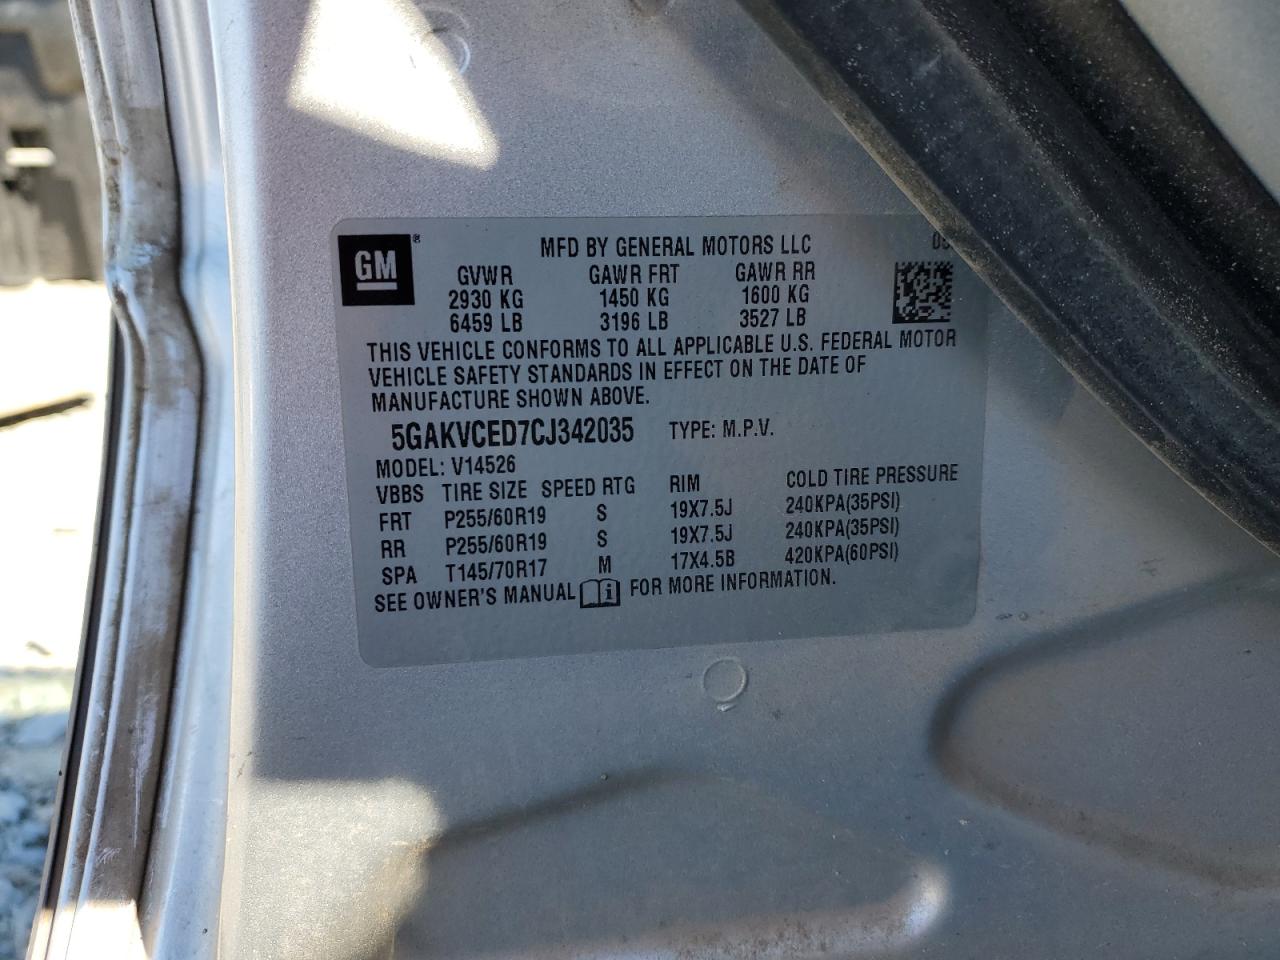 GM ® MFD BY GENERAL MOTORS LLC
GVWR GAWR FRT GAWR RR
2930 KG 1450 KG 1600 KG
6459 LB 3196 LB 3527 LB
THIS VEHICLE CONFORMS TO ALL APPLICABLE U.S. FEDERAL MOTOR
VEHICLE SAFETY STANDARDS IN EFFECT ON THE DATE OF
MANUFACTURE SHOWN ABOVE.
5GAKVCED7CJ342035 TYPE: M.P.V.
MODEL: V14526
VBBS TIRE SIZE SPEED RTG RIM COLD TIRE PRESSURE
FRT P255/60R19 S 19X7.5J 240KPA(35PSI)
RR P255/60R19 S 19X7.5J 240KPA(35PSI)
SPA T145/70R17 M 17X4.5B 420KPA(60PSI)
SEE OWNER'S MANUAL i FOR MORE INFORMATION.